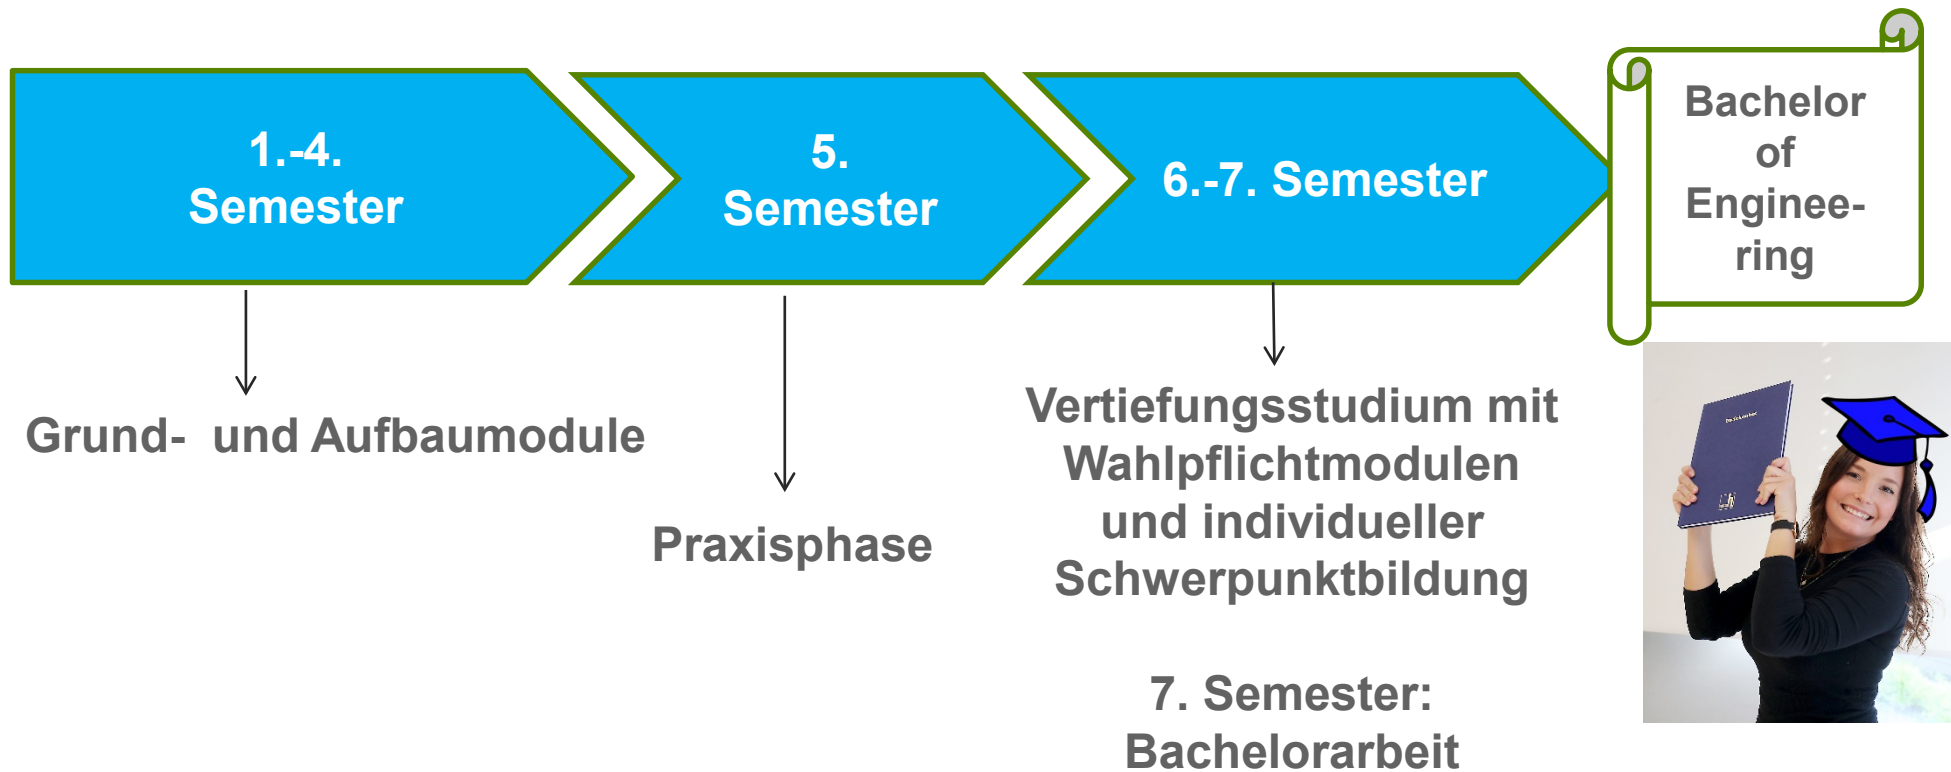 1.-4.
Semester
5.
Semester
6.-7. Semester
Bachelor
of
Enginee-
ring
Grund- und Aufbaumodule
Praxisphase
Vertiefungsstudium mit
Wahlpflichtmodulen
und individueller
Schwerpunktbildung
7. Semester:
Bachelorarbeit